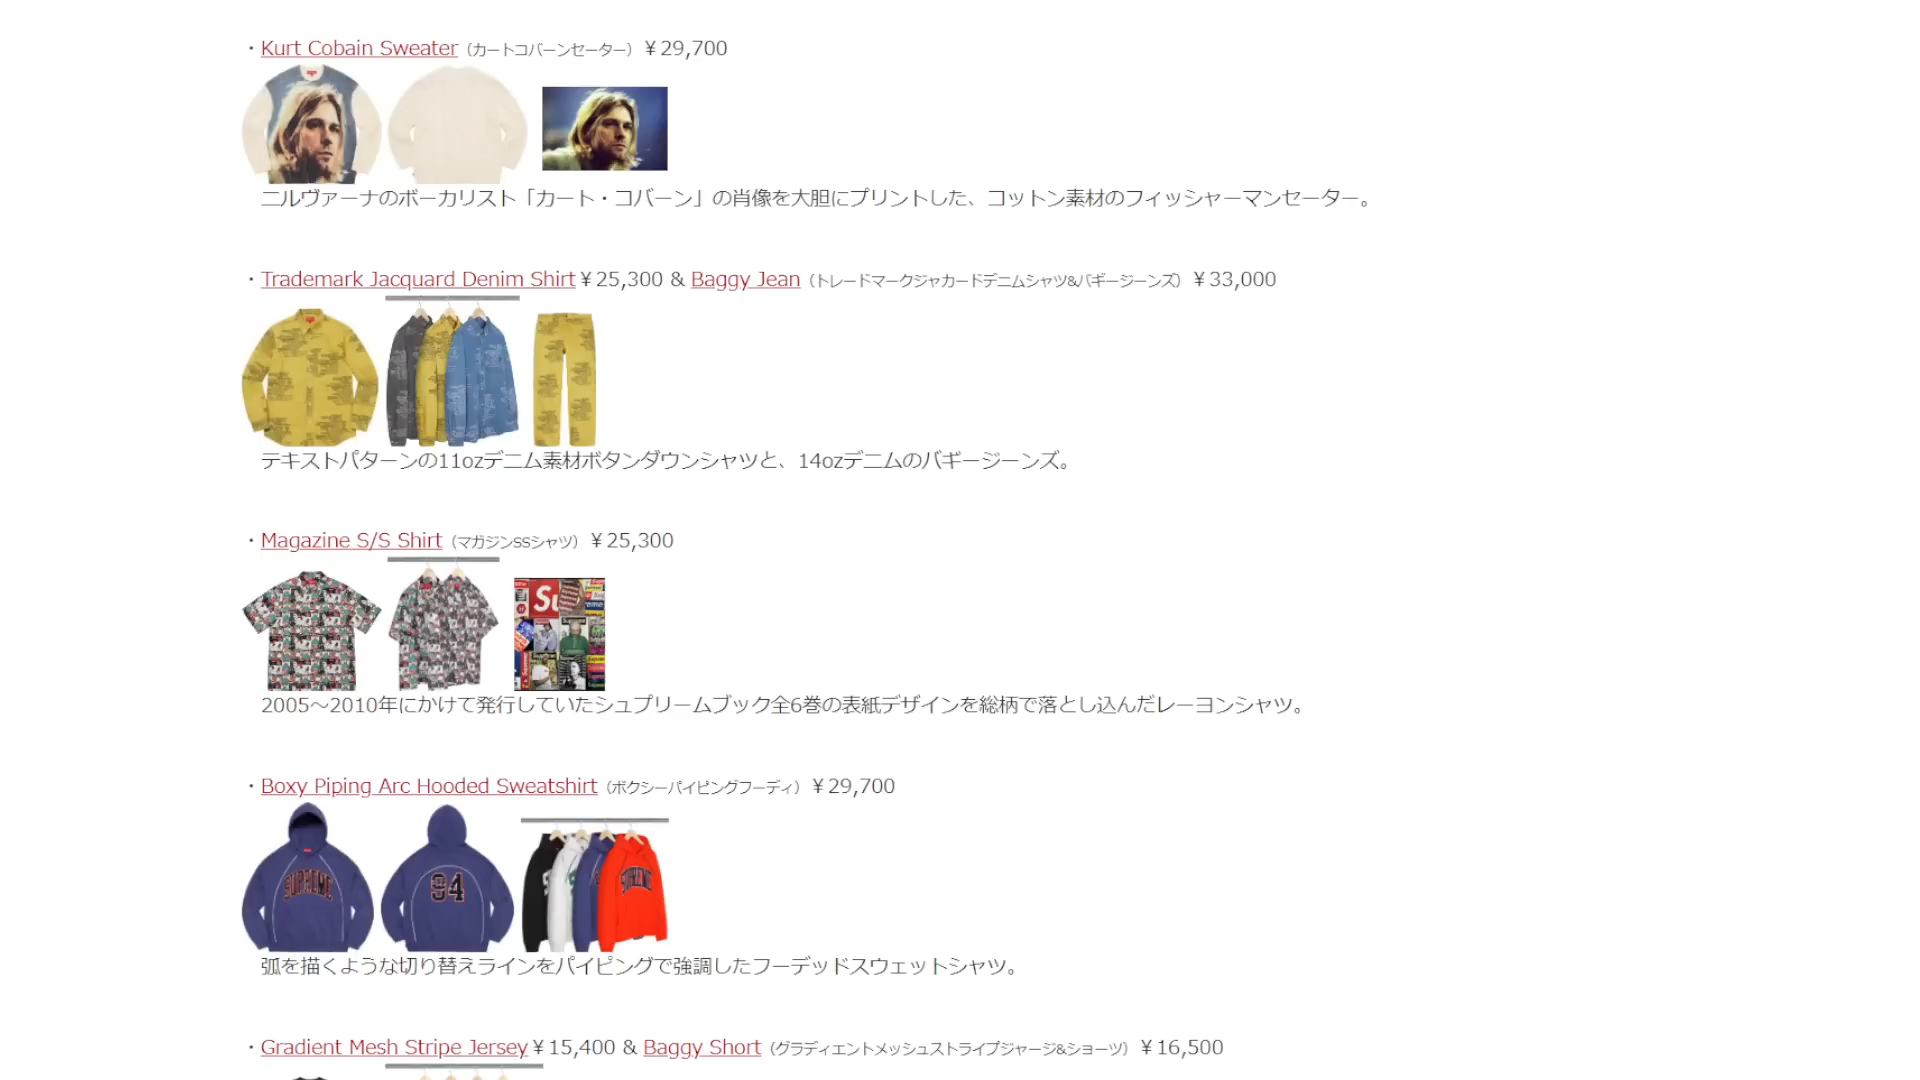 ・Kurt Cobain Sweater（カートコバーンセーター）￥29,700
ニルヴァーナのボーカリスト「カート・コバーン」の肖像を大胆にプリントした、コットン素材のフィッシャーマンセーター。
・Trademark Jacquard Denim Shirt￥25,300 & Baggy Jean（トレードマークジャカードデニムシャツ&バギージーンズ）￥33,000
テキストパターンの11ozデニム素材ボタンダウンシャツと、14ozデニムのバギージーンズ。
・Magazine S/S Shirt（マガジンSSシャツ）￥25,300
2005～2010年にかけて発行していたシュプリームブック全6巻の表紙デザインを総柄で落とし込んだレーヨンシャツ。
・Boxy Piping Arc Hooded Sweatshirt（ボクシーパイピングフーディ）￥29,700
SUPREME
94
SUPREME
弧を描くような切り替えラインをパイピングで強調したフーデッドスウェットシャツ。
・Gradient Mesh Stripe Jersey￥15,400 & Baggy Short（グラディエントメッシュストライプジャージ&ショーツ）￥16,500